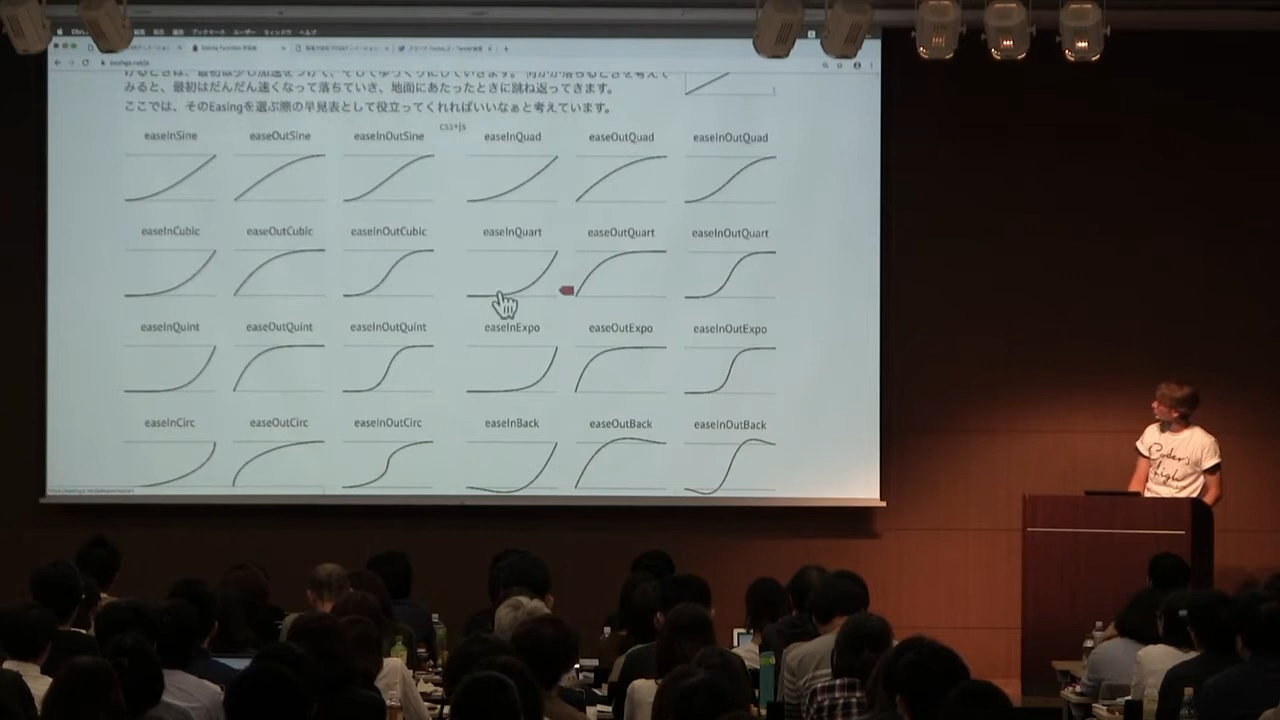 みると、最初はだんだん速くなって落ちていき、地面にあたったときに跳ね返ってきます。
ここでは、そのEasingを選ぶ際の早見表として役立ってくれればいいなぁと考えています。
css+js
easeInSine easeOutSine easeInOutSine easeInQuad easeOutQuad easeInOutQuad
easeInCubic easeOutCubic easeInOutCubic easeInQuart easeOutQuart easeInOutQuart
easeInQuint easeOutQuint easeInOutQuint easeInExpo easeOutExpo easeInOutExpo
easeInCirc easeOutCirc easeInOutCirc easeInBack easeOutBack easeInOutBack
Coders
High